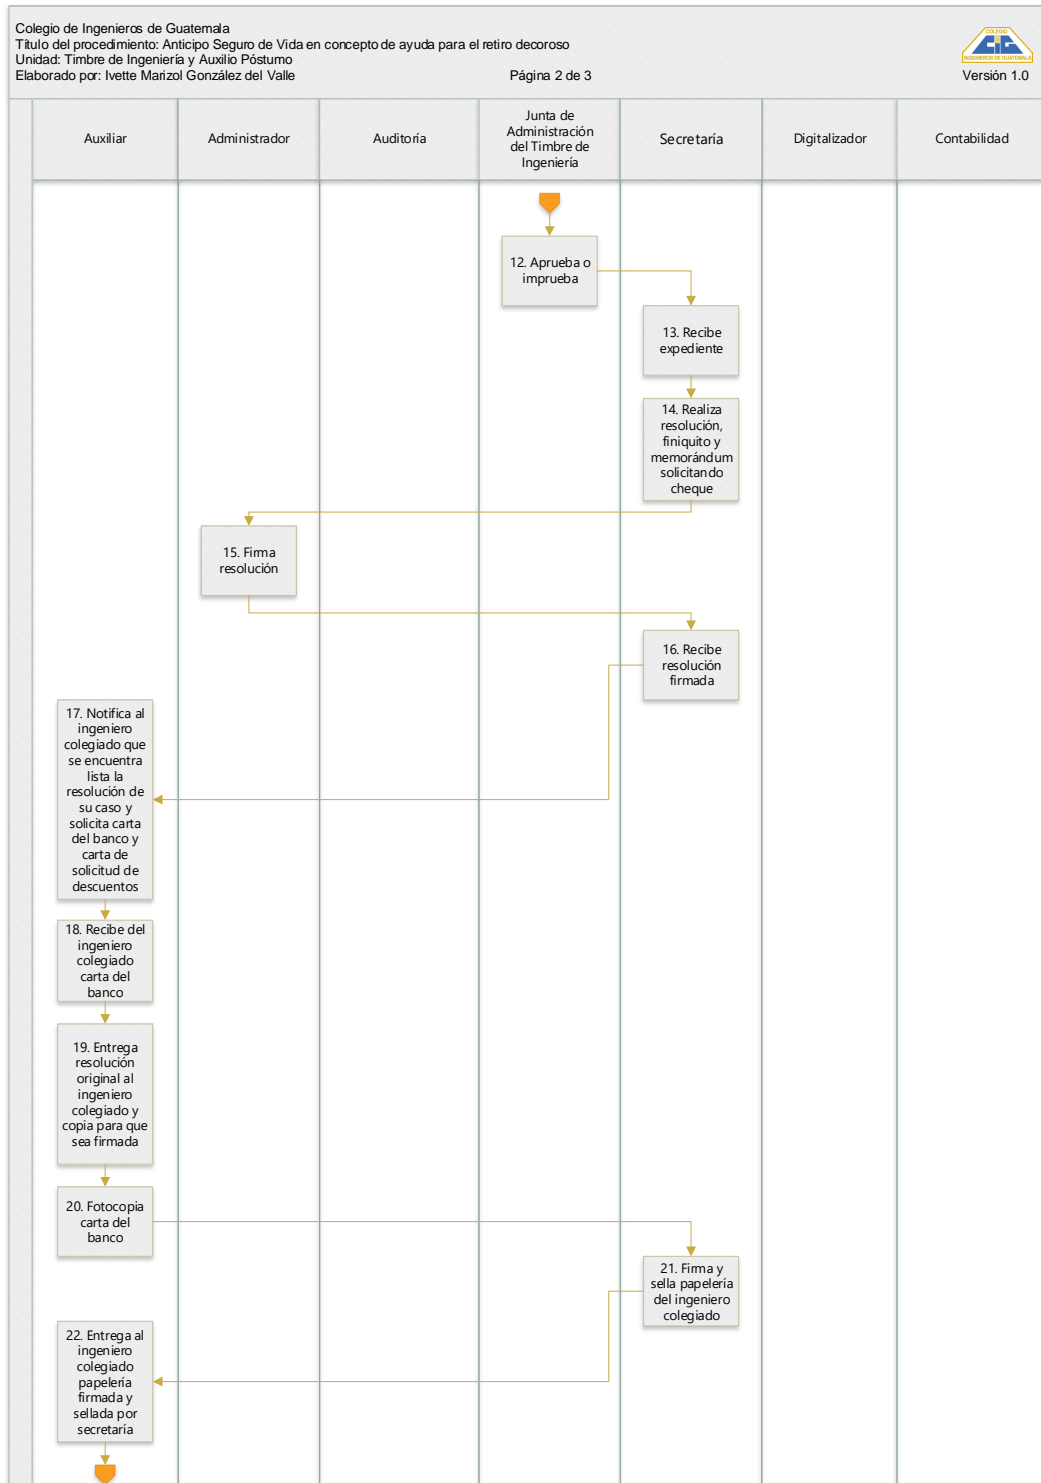 Colegio de Ingenieros de Guatemala
Título del procedimiento: Anticipo Seguro de Vida en concepto de ayuda para el retiro decoroso
Unidad: Timbre de Ingeniería y Auxilio Póstumo
Elaborado por: Ivette Marizol González del Valle
Página 2 de 3
COLEGIO
CIG
INGENIEROS DE GUATEMALA
Versión 1.0
Auxiliar
Administrador
Auditoría
Junta de
Administración
del Timbre de
Ingeniería
Secretaría
Digitalizador
Contabilidad
12. Aprueba o
imprueba
13. Recibe
expediente
14. Realiza
resolución,
finiquito y
memorándum
solicitando
cheque
15. Firma
resolución
16. Recibe
resolución
firmada
17. Notifica al
ingeniero
colegiado que
se encuentra
lista la
resolución de
su caso y
solicita carta
del banco y
carta de
solicitud de
descuentos
18. Recibe del
ingeniero
colegiado
carta del
banco
19. Entrega
resolución
original al
ingeniero
colegiado y
copia para que
sea firmada
20. Fotocopia
carta del
banco
21. Firma y
sella papelería
del ingeniero
colegiado
22. Entrega al
ingeniero
colegiado
papelería
firmada y
sellada por
secretaría